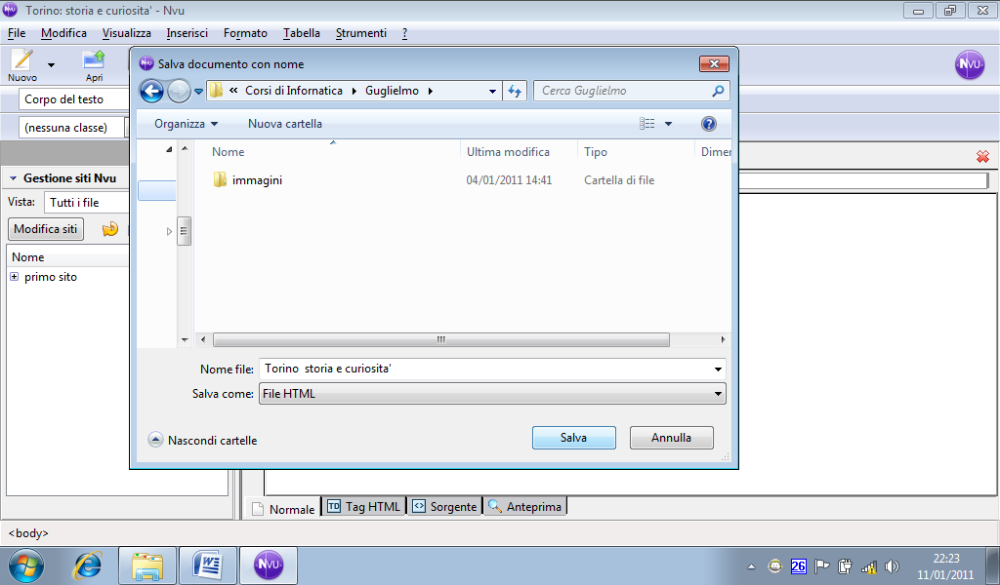 Torino: storia e curiosita' - Nvu
File Modifica Visualizza Inserisci Formato Tabella Strumenti ?
Nuovo Apri
NVU
Corpo del testo
(nessuna classe)
Salva documento con nome
« Corsi di Informatica Guglielmo
Cerca Guglielmo
Organizza Nuova cartella
Nome Ultima modifica Tipo Dimer
immagini 04/01/2011 14:41 Cartella di file
Gestione siti Nvu
Vista: Tutti i file
Modifica siti
Nome
primo sito
Nome file: Torino  storia e curiosita'
Salva come: File HTML
Nascondi cartelle
Salva Annulla
Normale TD Tag HTML Sorgente Anteprima
<body>
NVU
26
22:23
11/01/2011